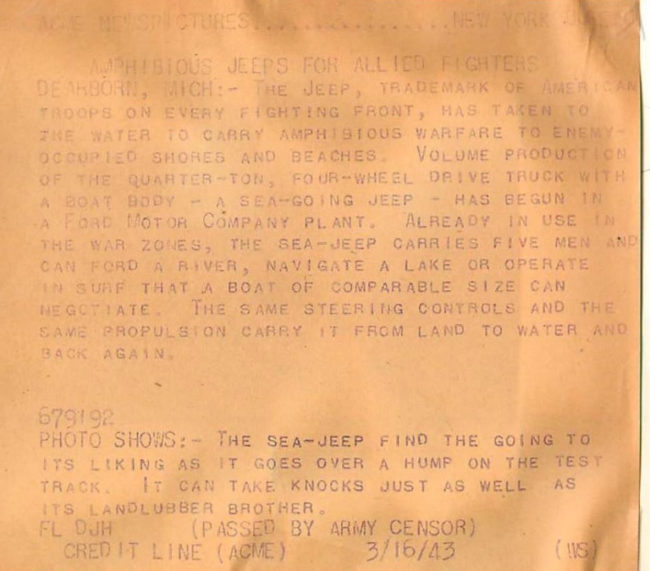 ACME NEWSPICTURES....................NEW YORK BUREAU
AMPHIBIOUS JEEPS FOR ALLIED FIGHTERS
DEARBORN, MICH:- THE JEEP, TRADEMARK OF AMERICAN
TROOPS ON EVERY FIGHTING FRONT, HAS TAKEN TO
THE WATER TO CARRY AMPHIBIOUS WARFARE TO ENEMY-
OCCUPIED SHORES AND BEACHES. VOLUME PRODUCTION
OF THE QUARTER-TON, FOUR-WHEEL DRIVE TRUCK WITH
A BOAT BODY - A SEA-GOING JEEP - HAS BEGUN IN
A FORD MOTOR COMPANY PLANT. ALREADY IN USE IN
THE WAR ZONES, THE SEA-JEEP CARRIES FIVE MEN AND
CAN FORD A RIVER, NAVIGATE A LAKE OR OPERATE
IN SURF THAT A BOAT OF COMPARABLE SIZE CAN
NEGOTIATE. THE SAME STEERING CONTROLS AND THE
SAME PROPULSION CARRY IT FROM LAND TO WATER AND
BACK AGAIN.
679192
PHOTO SHOWS:- THE SEA-JEEP FIND THE GOING TO
ITS LIKING AS IT GOES OVER A HUMP ON THE TEST
TRACK. IT CAN TAKE KNOCKS JUST AS WELL AS
ITS LANDLUBBER BROTHER.
FL DJH (PASSED BY ARMY CENSOR)
CREDIT LINE (ACME) 3/16/43 (WS)